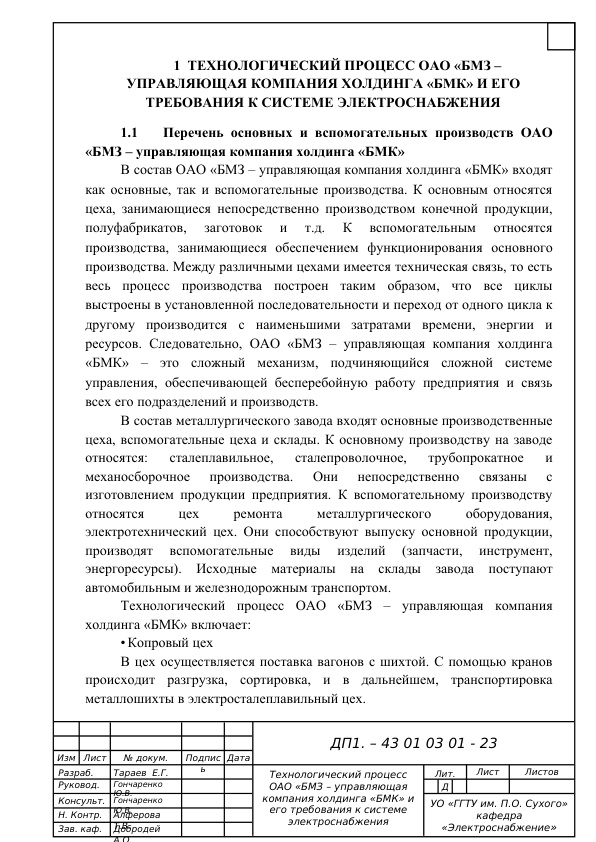 1 ТЕХНОЛОГИЧЕСКИЙ ПРОЦЕСС ОАО «БМЗ –
УПРАВЛЯЮЩАЯ КОМПАНИЯ ХОЛДИНГА «БМК» И ЕГО
ТРЕБОВАНИЯ К СИСТЕМЕ ЭЛЕКТРОСНАБЖЕНИЯ
1.1 Перечень основных и вспомогательных производств ОАО
«БМЗ – управляющая компания холдинга «БМК»
В состав ОАО «БМЗ – управляющая компания холдинга «БМК» входят
как основные, так и вспомогательные производства. К основным относятся
цеха, занимающиеся непосредственно производством конечной продукции,
полуфабрикатов, заготовок и т.д. К вспомогательным относятся
производства, занимающиеся обеспечением функционирования основного
производства. Между различными цехами имеется техническая связь, то есть
весь процесс производства построен таким образом, что все циклы
выстроены в установленной последовательности и переход от одного цикла к
другому производится с наименьшими затратами времени, энергии и
ресурсов. Следовательно, ОАО «БМЗ – управляющая компания холдинга
«БМК» – это сложный механизм, подчиняющийся сложной системе
управления, обеспечивающей бесперебойную работу предприятия и связь
всех его подразделений и производств.
В состав металлургического завода входят основные производственные
цеха, вспомогательные цеха и склады. К основному производству на заводе
относятся: сталеплавильное, сталепроволочное, трубопрокатное и
механосборочное производства. Они непосредственно связаны с
изготовлением продукции предприятия. К вспомогательному производству
относятся цех ремонта металлургического оборудования,
электротехнический цех. Они способствуют выпуску основной продукции,
производят вспомогательные виды изделий (запчасти, инструмент,
энергоресурсы). Исходные материалы на склады завода поступают
автомобильным и железнодорожным транспортом.
Технологический процесс ОАО «БМЗ – управляющая компания
холдинга «БМК» включает:
• Копровый цех
В цех осуществляется поставка вагонов с шихтой. С помощью кранов
происходит разгрузка, сортировка, и в дальнейшем, транспортировка
металлошихты в электросталеплавильный цех.
ДП1. – 43 01 03 01 - 23
Изм Лист № докум. Подпис
ь Дата
Разраб. Тараев Е.Г.
Руковод. Гончаренко
Ю.В.
Консульт. Гончаренко
Ю.В.
Н. Контр. Алферова
Т.В.
Зав. каф. Добродей
А.О.
Технологический процесс
ОАО «БМЗ – управляющая
компания холдинга «БМК» и
его требования к системе
электроснабжения
Лит. Лист Листов
Д
УО «ГГТУ им. П.О. Сухого»
кафедра
«Электроснабжение»